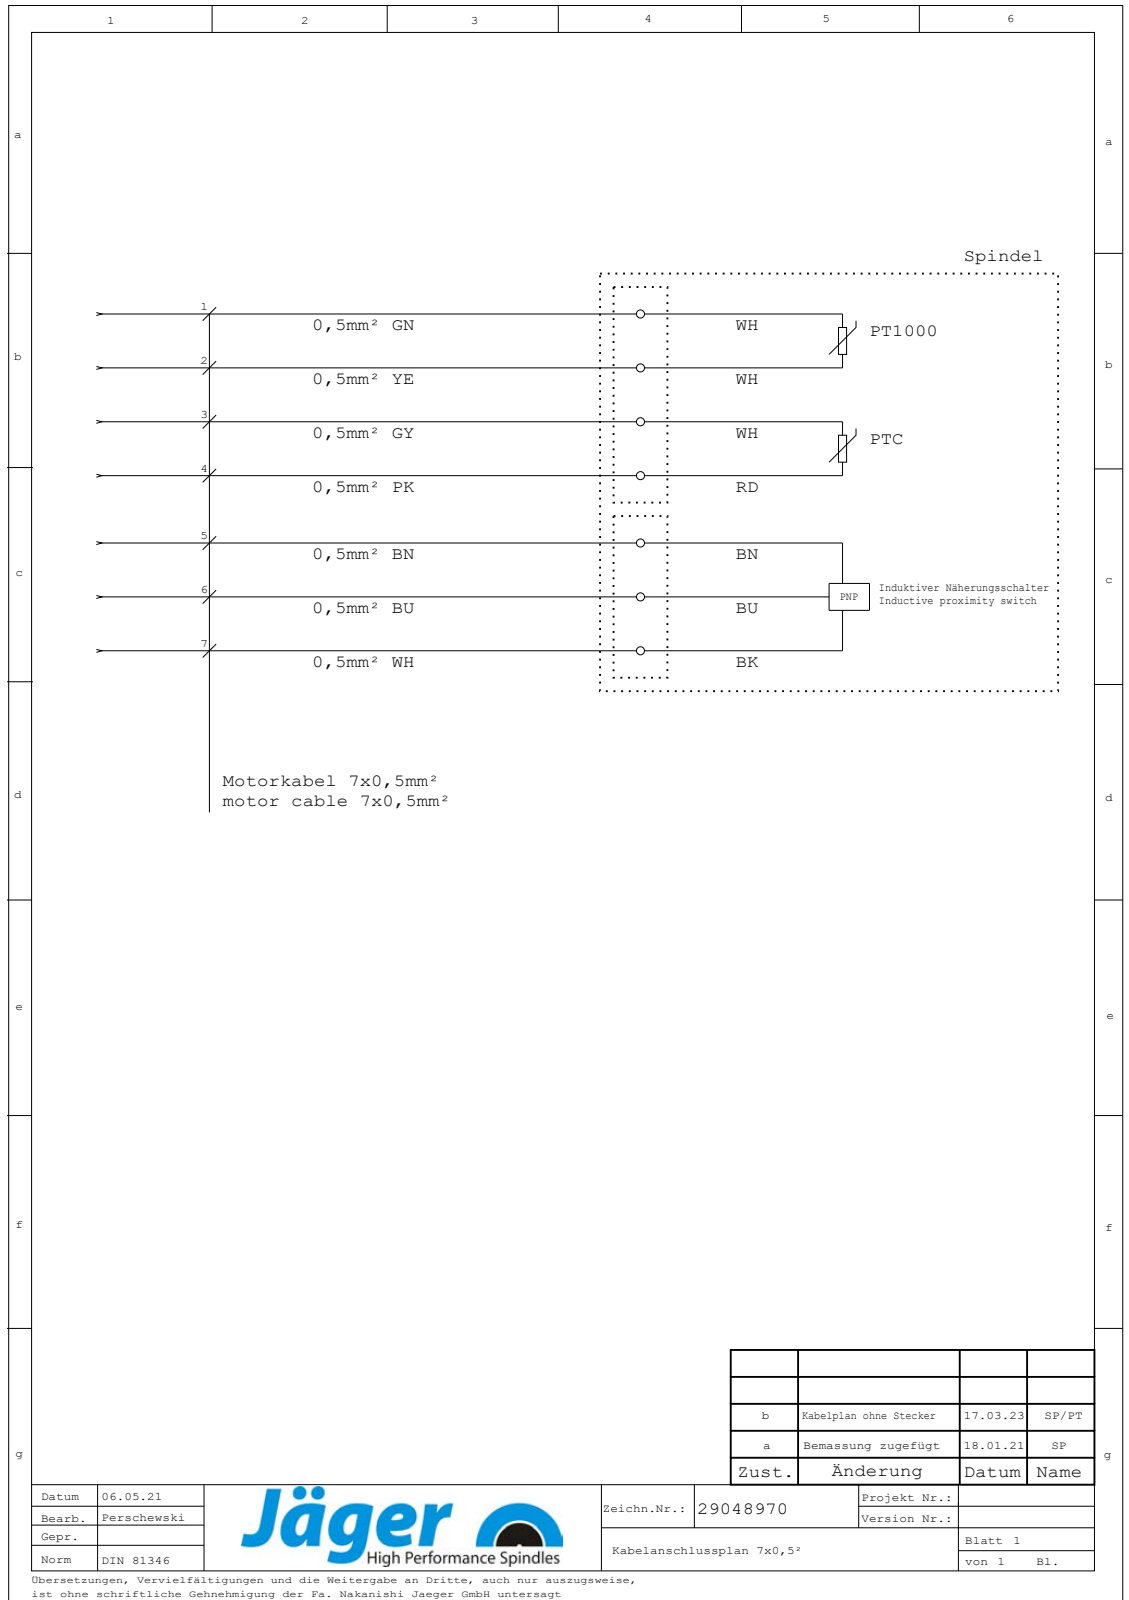 1 2 3 4 5 6
a a
Spindel
1
0,5mm² GN WH PT1000
b b
2
0,5mm² YE WH
3
0,5mm² GY WH PTC
4
0,5mm² PK RD
5
0,5mm² BN BN
c c
6
0,5mm² BU BU PNP Induktiver Näherungsschalter
Inductive proximity switch
7
0,5mm² WH BK
Motorkabel 7x0,5mm²
motor cable 7x0,5mm²
d d
e e
f f
b Kabelplan ohne Stecker 17.03.23 SP/PT
a Bemassung zugefügt 18.01.21 SP
g g
Zust. Änderung Datum Name
Datum 06.05.21
Bearb. Perschewski
Gepr.
Norm DIN 81346
Jäger
High Performance Spindles
Zeichn.Nr.: 29048970
Projekt Nr.:
Version Nr.:
Kabelanschlussplan 7x0,5²
Blatt 1
von 1 Bl.
Übersetzungen, Vervielfältigungen und die Weitergabe an Dritte, auch nur auszugsweise,
ist ohne schriftliche Gehnehmigung der Fa. Nakanishi Jaeger GmbH untersagt